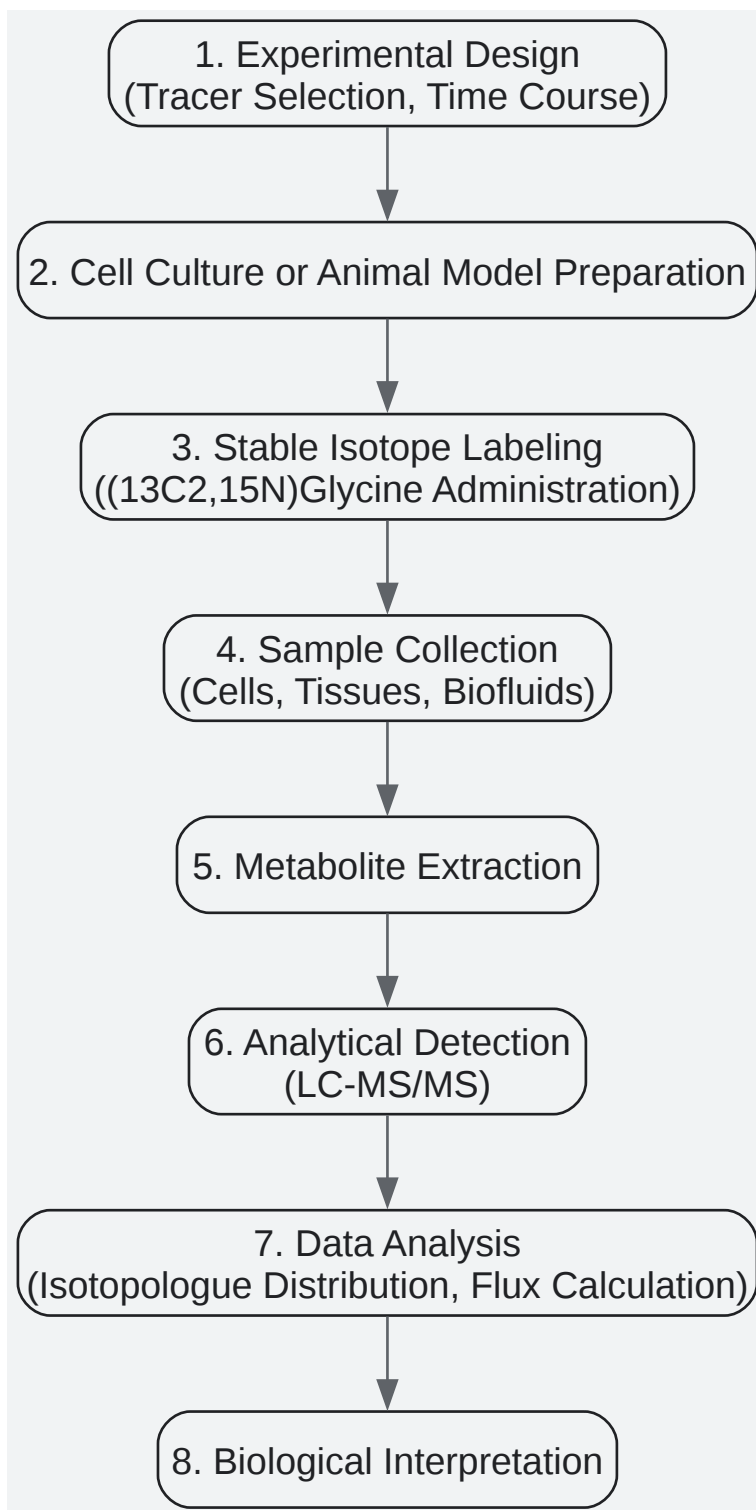 1. Experimental Design
(Tracer Selection, Time Course)
2. Cell Culture or Animal Model Preparation
3. Stable Isotope Labeling
((13C2,15N)Glycine Administration)
4. Sample Collection
(Cells, Tissues, Biofluids)
5. Metabolite Extraction
6. Analytical Detection
(LC-MS/MS)
7. Data Analysis
(Isotopologue Distribution, Flux Calculation)
8. Biological Interpretation